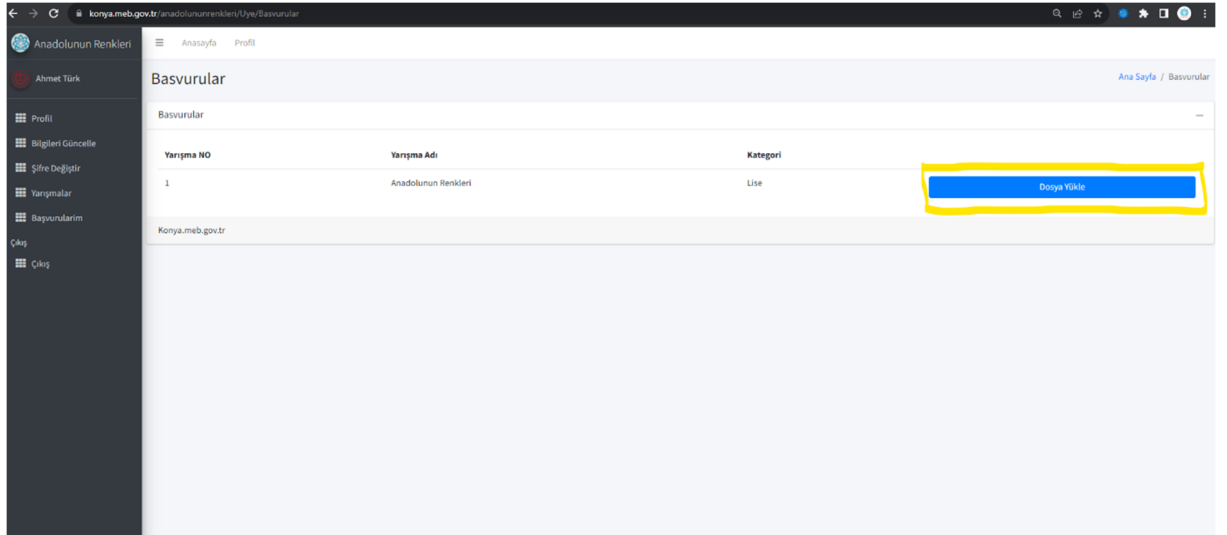 konya.meb.gov.tr/anadolununrenkleri/Uye/Basvurular
Anadolunun Renkleri
Anasayfa Profil
Ahmet Türk
Basvurular
Ana Sayfa / Basvurular
Profil
Bilgileri Güncelle
Şifre Değiştir
Yarışmalar
Başvurularim
Çıkış
Çıkış
Basvurular
Yarışma NO Yarışma Adı Kategori
1 Anadolunun Renkleri Lise Dosya Yükle
Konya.meb.gov.tr